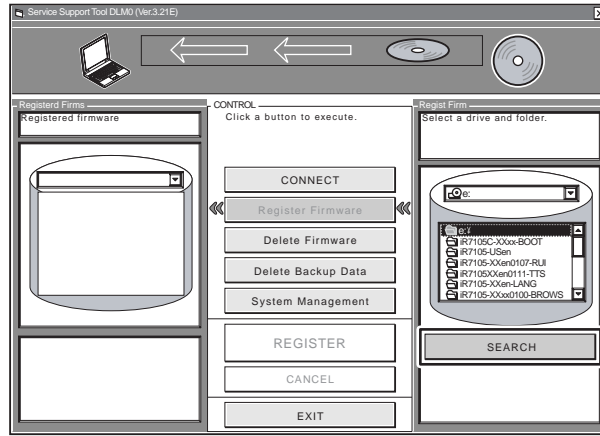 Service Support Tool DLM0 (Ver.3.21E)
Registerd Firms
Registered firmware
CONTROL
Click a button to execute.
CONNECT
Register Firmware
Delete Firmware
Delete Backup Data
System Management
REGISTER
CANCEL
EXIT
Regist Firm
Select a drive and folder.
e:
e:¥
iR7105C-XXxx-BOOT
iR7105-USen
iR7105-XXen0107-RUI
iR7105XXen0111-TTS
iR7105-XXen-LANG
iR7105-XXxx0100-BROWS
SEARCH